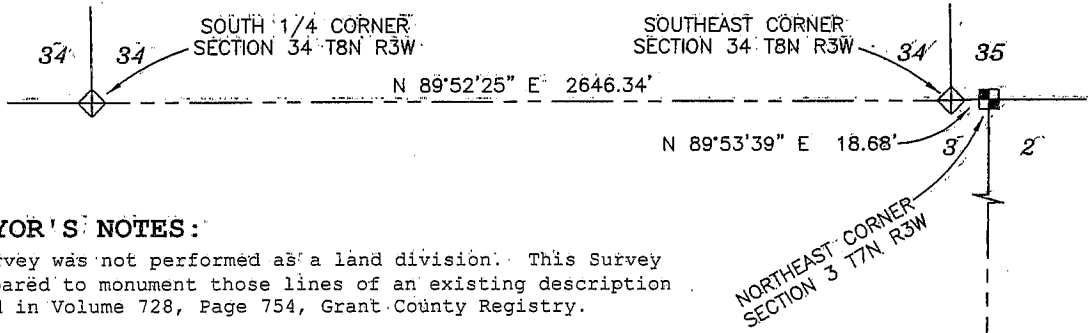 SOUTH 1/4 CORNER
SECTION 34 T8N R3W
SOUTHEAST CORNER
SECTION 34 T8N R3W
34 34
34 35
N 89°52'25" E 2646.34'
N 89°53'39" E 18.68'
3 2
NORTHEAST CORNER
SECTION 3 T7N R3W
YOR'S NOTES:
rvey was not performed as a land division. This Survey
pared to monument those lines of an existing description
d in Volume 728, Page 754, Grant County Registry.